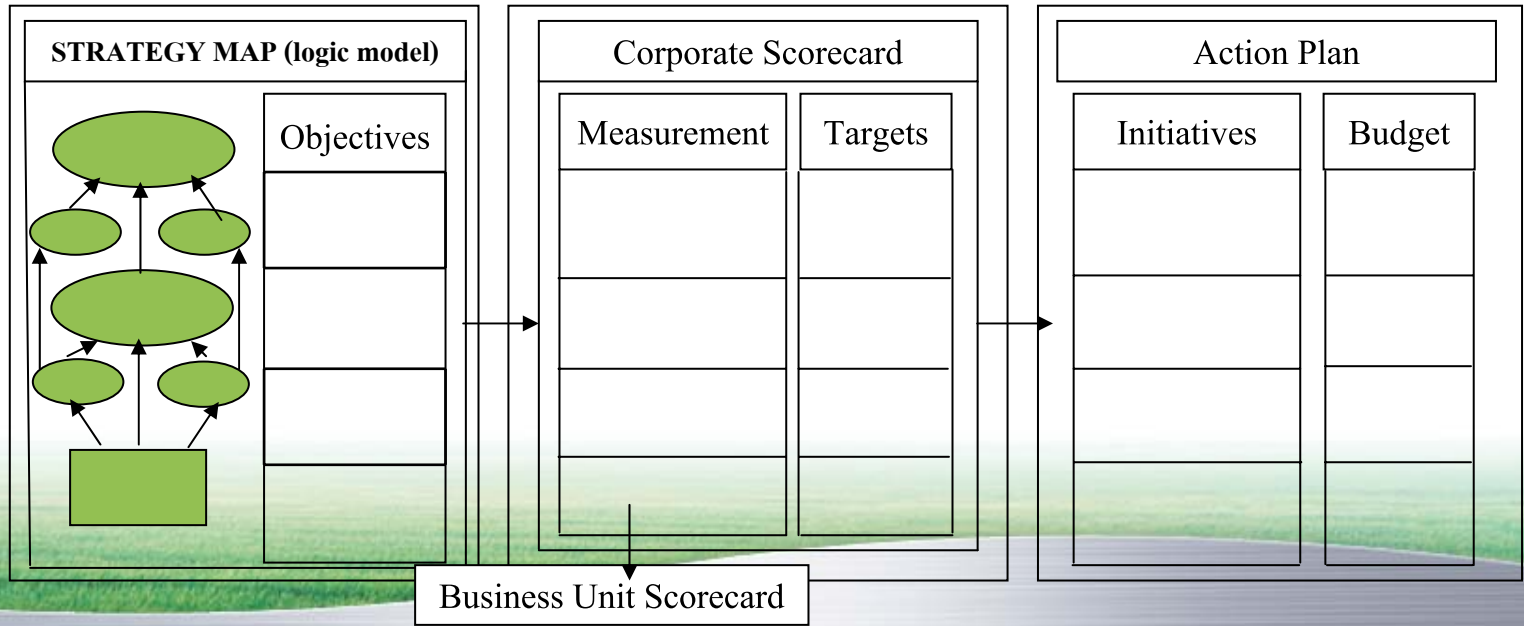 STRATEGY MAP (logic model)
Objectives
Corporate Scorecard
Measurement
Targets
Action Plan
Initiatives
Budget
Business Unit Scorecard